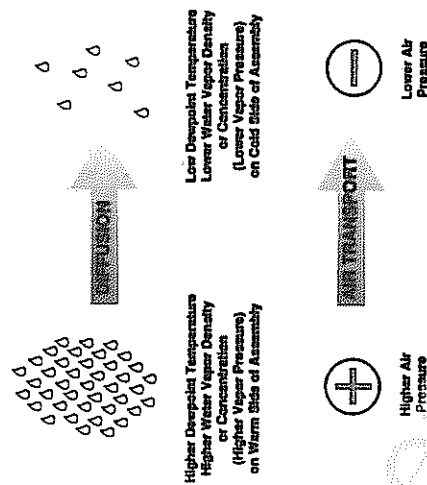 DIFFUSION
Higher Dewpoint Temperature
Higher Water Vapor Density
or Concentration
(Higher Vapor Pressure)
on Warm Side of Assembly
Low Dewpoint Temperature
Lower Water Vapor Density
or Concentration
(Lower Vapor Pressure)
on Cold Side of Assembly
AIR TRANSPORT
+
−
Higher Air
Pressure
Lower Air
Pressure